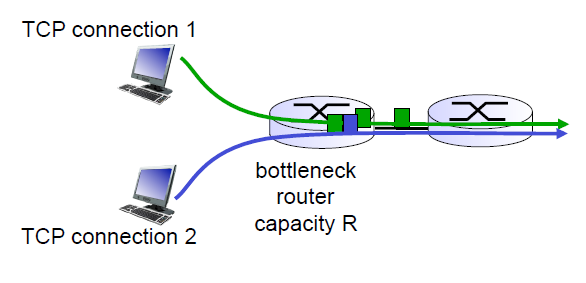 TCP connection 1
bottleneck
router
capacity R
TCP connection 2